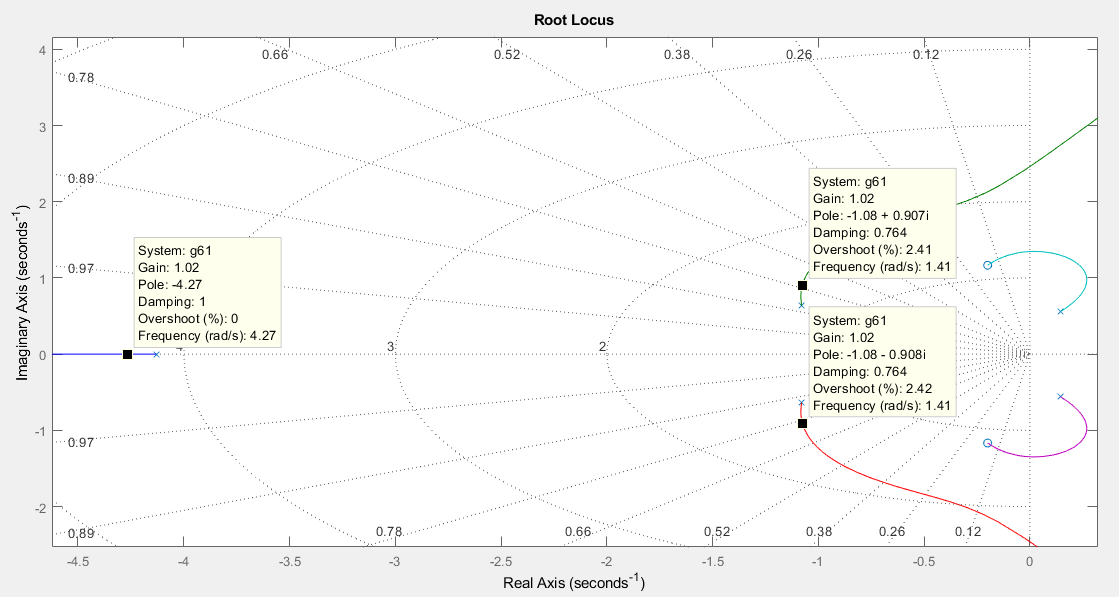 Root Locus
0.66
0.52
0.38
0.26
0.12
0.78
0.89
0.97
0.97
0.89
0.78
0.66
0.52
0.38
0.26
0.12
4
3
2
1
0
-1
-2
Imaginary Axis (seconds⁻¹)
System: g61
Gain: 1.02
Pole: -4.27
Damping: 1
Overshoot (%): 0
Frequency (rad/s): 4.27
3
2
System: g61
Gain: 1.02
Pole: -1.08 + 0.907i
Damping: 0.764
Overshoot (%): 2.41
Frequency (rad/s): 1.41
System: g61
Gain: 1.02
Pole: -1.08 - 0.908i
Damping: 0.764
Overshoot (%): 2.42
Frequency (rad/s): 1.41
-4.5
-4
-3.5
-3
-2.5
-2
-1.5
-1
-0.5
0
Real Axis (seconds⁻¹)